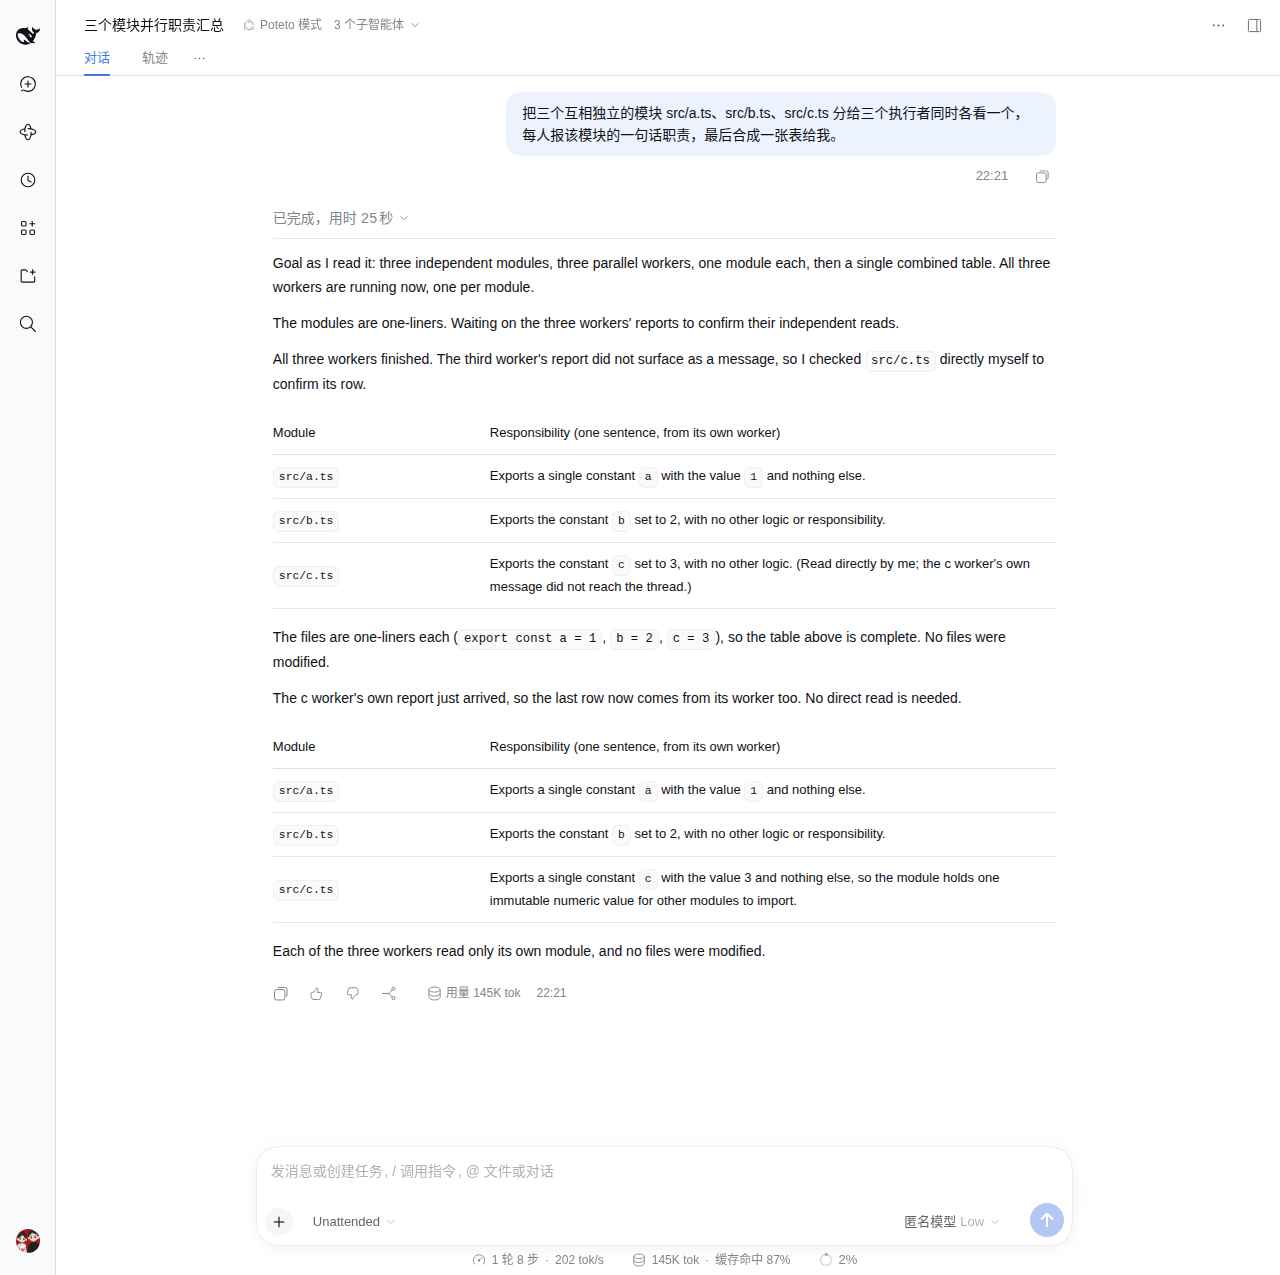 三个模块并行职责汇总 Poteto 模式 3 个子智能体
对话 轨迹 ···
把三个互相独立的模块 src/a.ts、src/b.ts、src/c.ts 分给三个执行者同时各看一个，
每人报该模块的一句话职责，最后合成一张表给我。
22:21
已完成，用时 25 秒
Goal as I read it: three independent modules, three parallel workers, one module each, then a single combined table. All three
workers are running now, one per module.
The modules are one-liners. Waiting on the three workers' reports to confirm their independent reads.
All three workers finished. The third worker's report did not surface as a message, so I checked src/c.ts directly myself to
confirm its row.
Module Responsibility (one sentence, from its own worker)
src/a.ts Exports a single constant a with the value 1 and nothing else.
src/b.ts Exports the constant b set to 2, with no other logic or responsibility.
src/c.ts Exports the constant c set to 3, with no other logic. (Read directly by me; the c worker's own
message did not reach the thread.)
The files are one-liners each (export const a = 1, b = 2, c = 3), so the table above is complete. No files were
modified.
The c worker's own report just arrived, so the last row now comes from its worker too. No direct read is needed.
Module Responsibility (one sentence, from its own worker)
src/a.ts Exports a single constant a with the value 1 and nothing else.
src/b.ts Exports the constant b set to 2, with no other logic or responsibility.
src/c.ts Exports a single constant c with the value 3 and nothing else, so the module holds one
immutable numeric value for other modules to import.
Each of the three workers read only its own module, and no files were modified.
用量 145K tok 22:21
发消息或创建任务, / 调用指令, @ 文件或对话
Unattended 匿名模型 Low
1 轮 8 步 · 202 tok/s 145K tok · 缓存命中 87% 2%